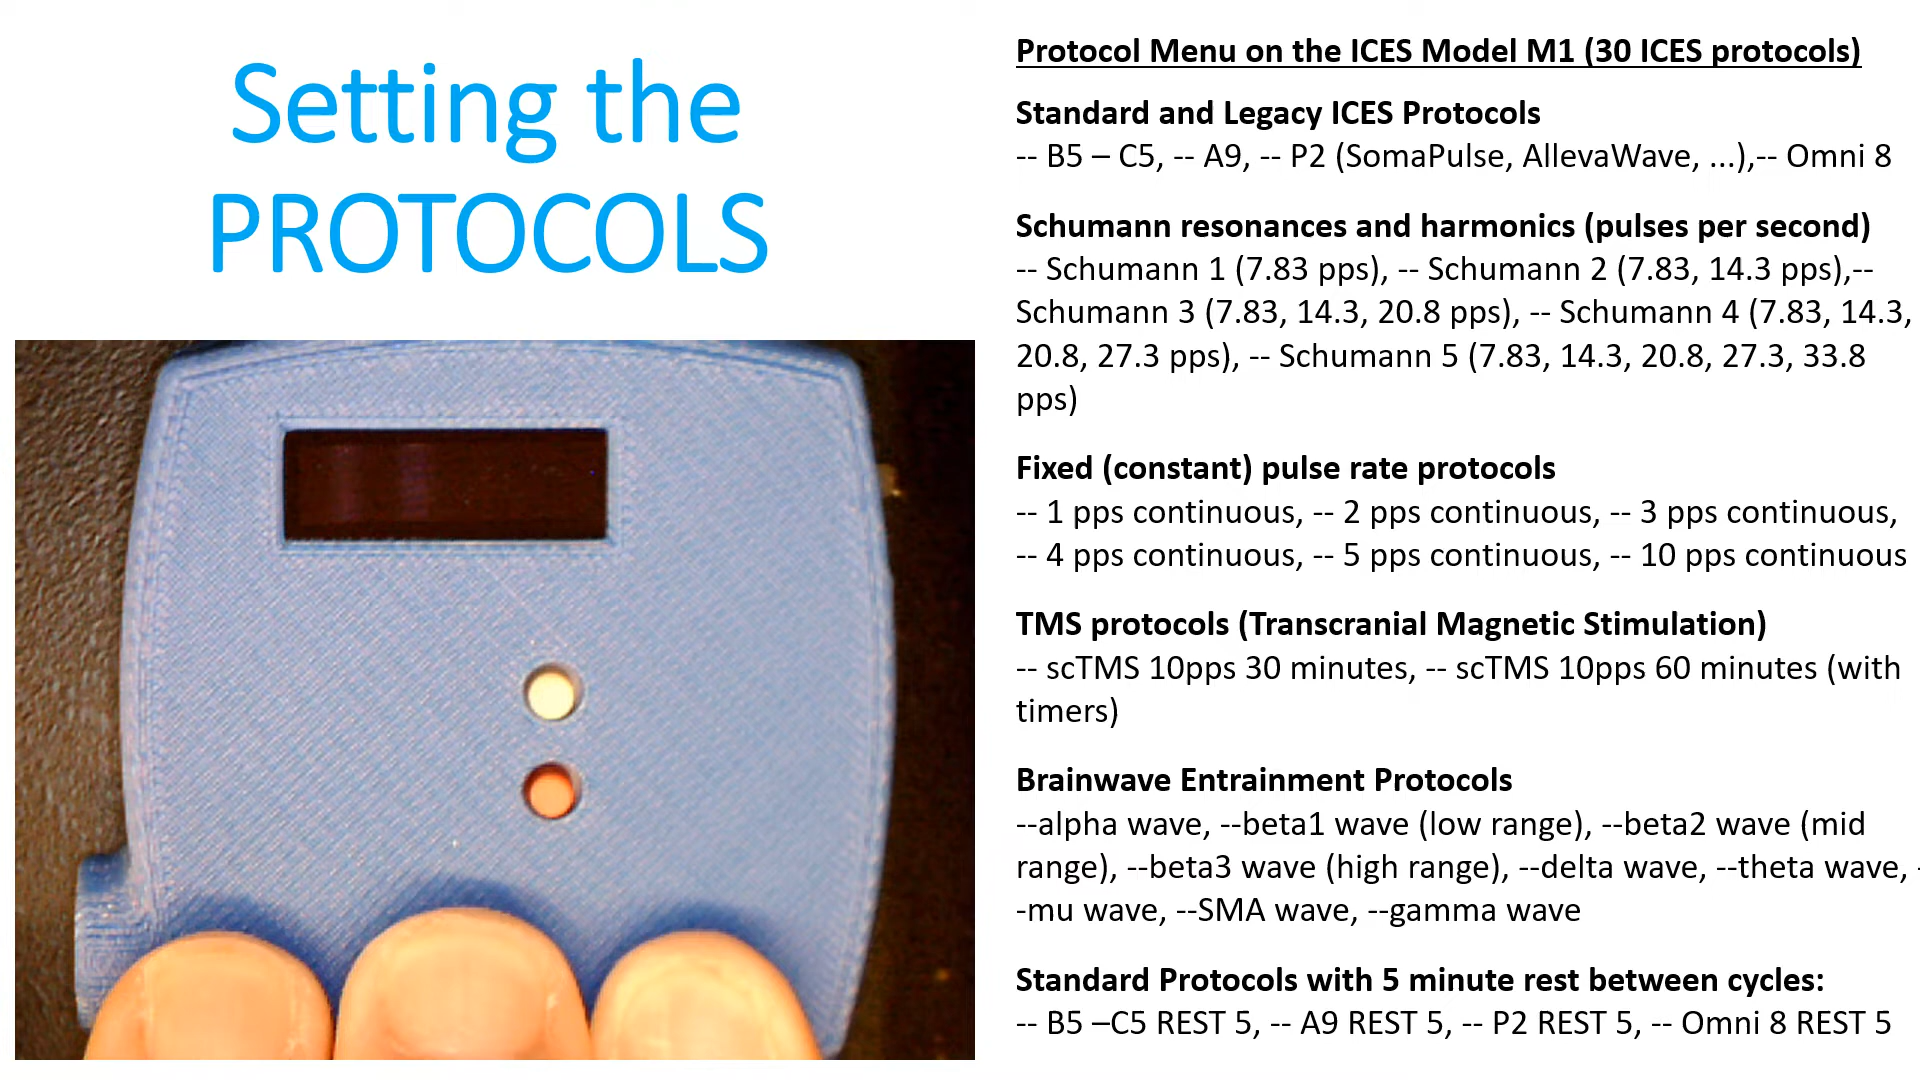 Setting the
PROTOCOLS
Protocol Menu on the ICES Model M1 (30 ICES protocols)
Standard and Legacy ICES Protocols
-- B5 – C5, -- A9, -- P2 (SomaPulse, AllevaWave, ...),-- Omni 8
Schumann resonances and harmonics (pulses per second)
-- Schumann 1 (7.83 pps), -- Schumann 2 (7.83, 14.3 pps),--
Schumann 3 (7.83, 14.3, 20.8 pps), -- Schumann 4 (7.83, 14.3,
20.8, 27.3 pps), -- Schumann 5 (7.83, 14.3, 20.8, 27.3, 33.8
pps)
Fixed (constant) pulse rate protocols
-- 1 pps continuous, -- 2 pps continuous, -- 3 pps continuous,
-- 4 pps continuous, -- 5 pps continuous, -- 10 pps continuous
TMS protocols (Transcranial Magnetic Stimulation)
-- scTMS 10pps 30 minutes, -- scTMS 10pps 60 minutes (with
timers)
Brainwave Entrainment Protocols
--alpha wave, --beta1 wave (low range), --beta2 wave (mid
range), --beta3 wave (high range), --delta wave, --theta wave, -
-mu wave, --SMA wave, --gamma wave
Standard Protocols with 5 minute rest between cycles:
-- B5 –C5 REST 5, -- A9 REST 5, -- P2 REST 5, -- Omni 8 REST 5